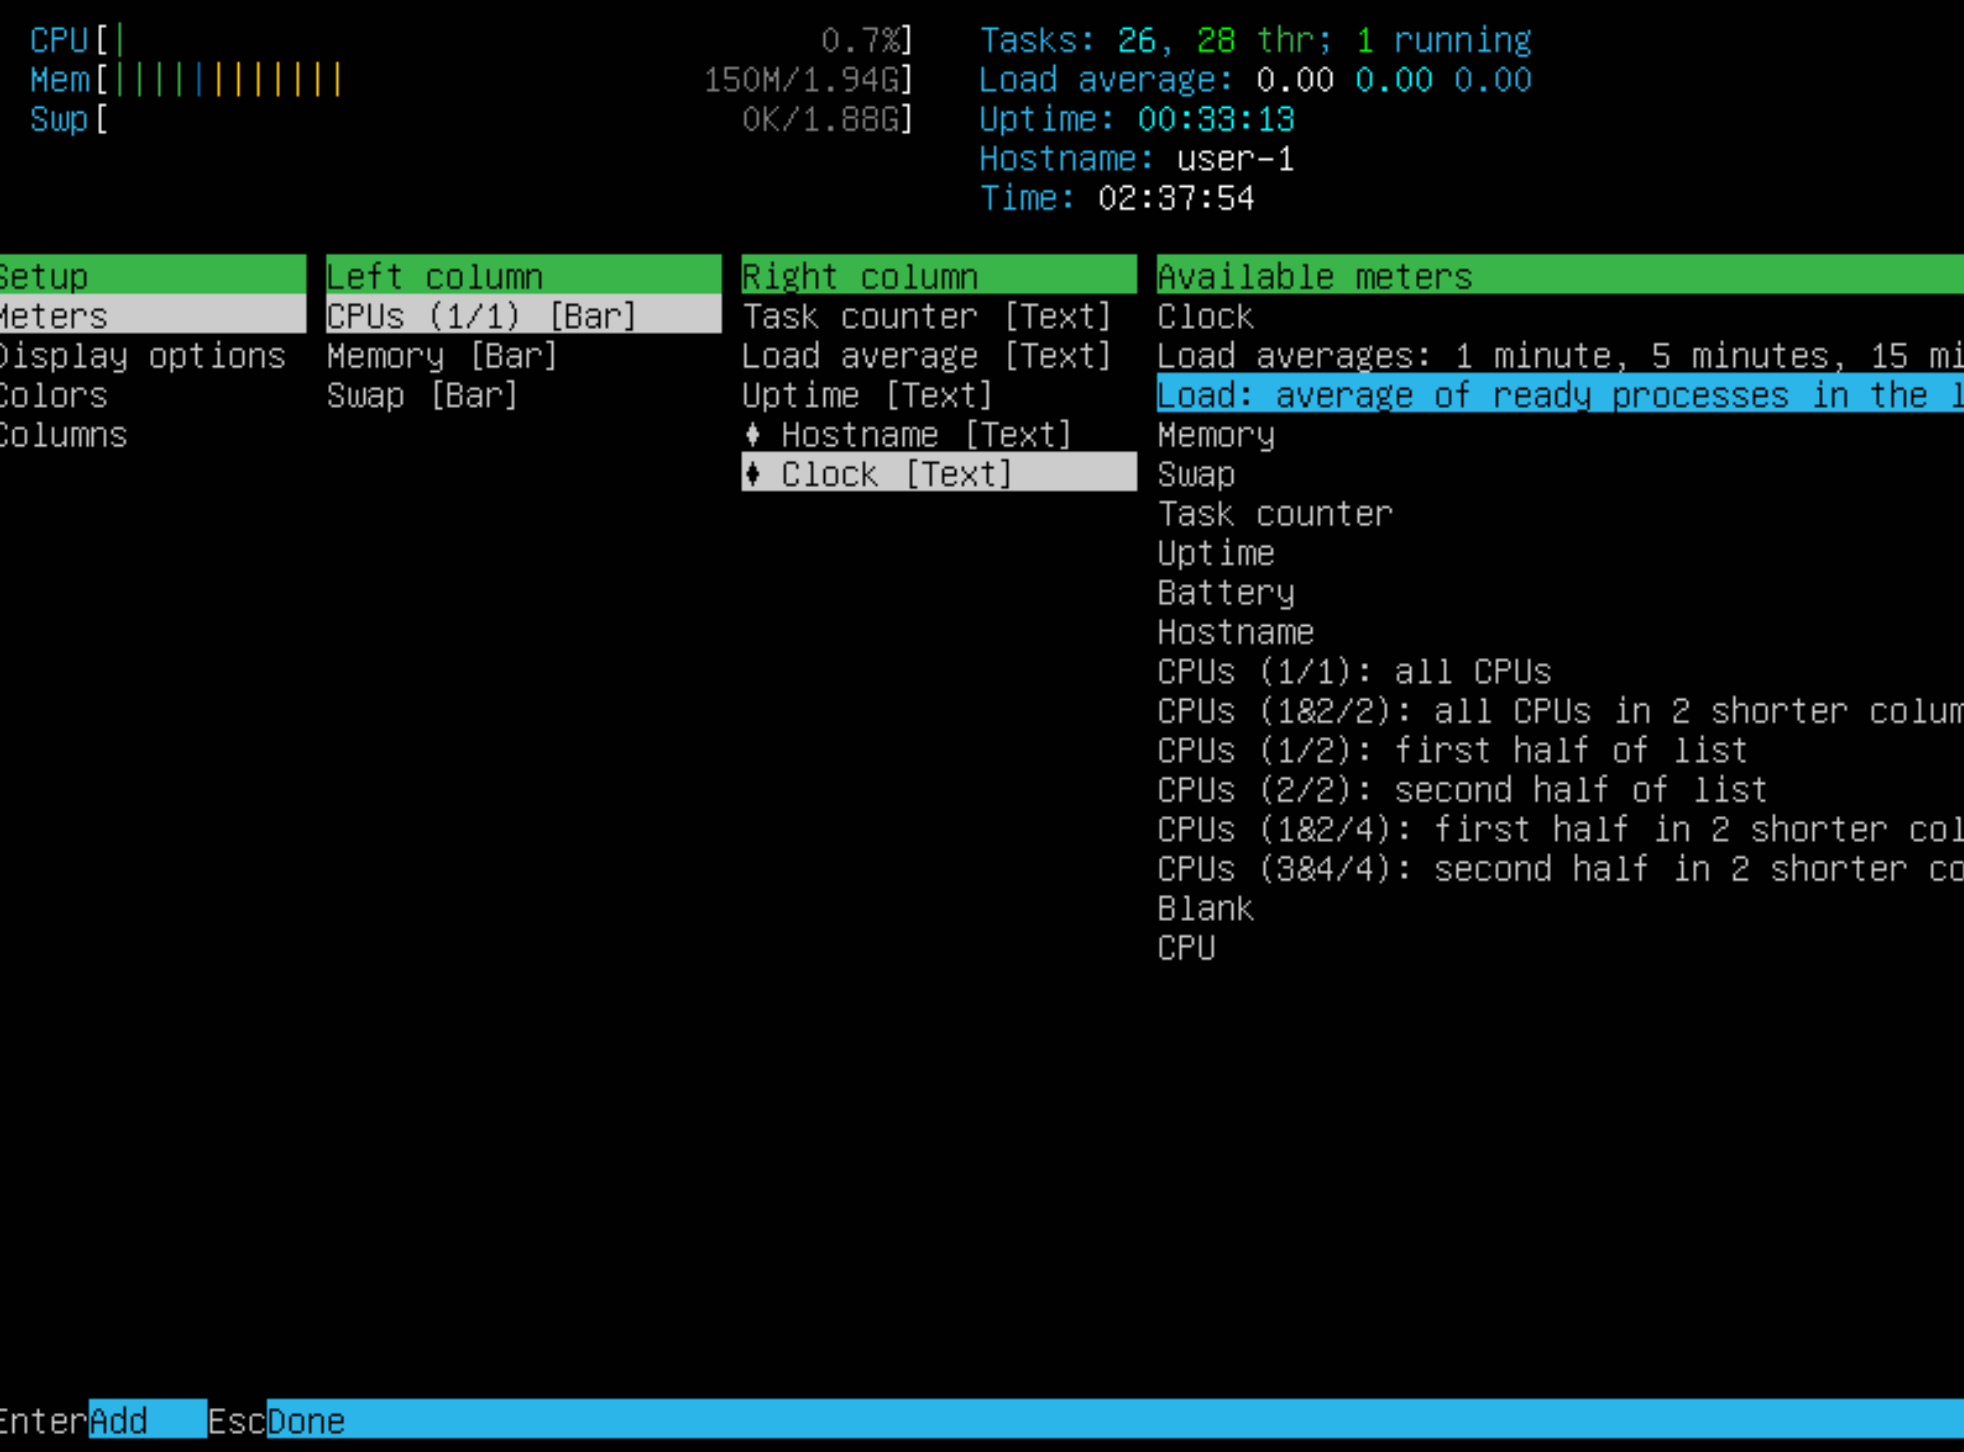 CPU[| 0.7%]
Mem[|||||||||||| 150M/1.94G]
Swp[ 0K/1.88G]
Tasks: 26, 28 thr; 1 running
Load average: 0.00 0.00 0.00
Uptime: 00:33:13
Hostname: user-1
Time: 02:37:54
Setup
Meters
Display options
Colors
Columns
Left column
CPUs (1/1) [Bar]
Memory [Bar]
Swap [Bar]
Right column
Task counter [Text]
Load average [Text]
Uptime [Text]
♦ Hostname [Text]
♦ Clock [Text]
Available meters
Clock
Load averages: 1 minute, 5 minutes, 15 mi
Load: average of ready processes in the l
Memory
Swap
Task counter
Uptime
Battery
Hostname
CPUs (1/1): all CPUs
CPUs (1&2/2): all CPUs in 2 shorter colum
CPUs (1/2): first half of list
CPUs (2/2): second half of list
CPUs (1&2/4): first half in 2 shorter col
CPUs (3&4/4): second half in 2 shorter co
Blank
CPU
EnterAdd EscDone